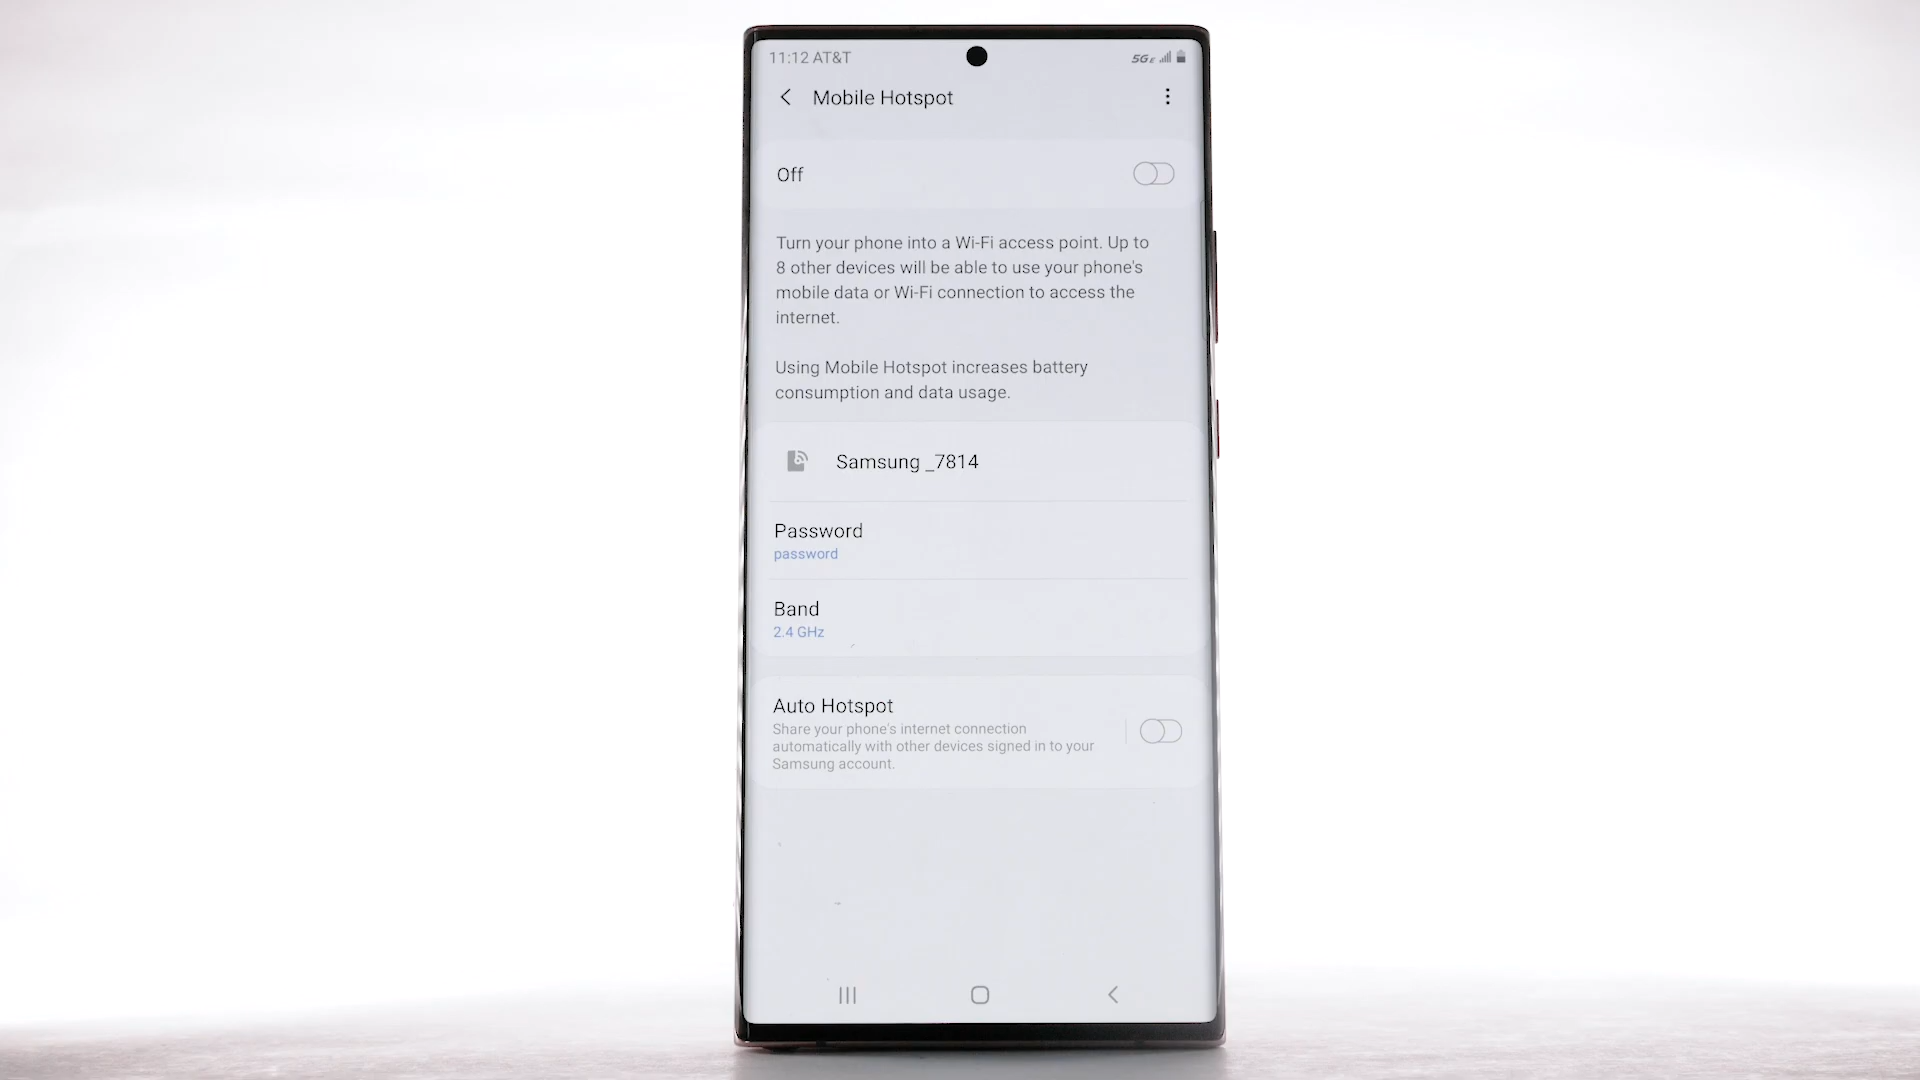 11:12 AT&T
5GE
Mobile Hotspot
Off
Turn your phone into a Wi-Fi access point. Up to
8 other devices will be able to use your phone's
mobile data or Wi-Fi connection to access the
internet.
Using Mobile Hotspot increases battery
consumption and data usage.
Samsung _7814
Password
password
Band
2.4 GHz
Auto Hotspot
Share your phone's internet connection
automatically with other devices signed in to your
Samsung account.